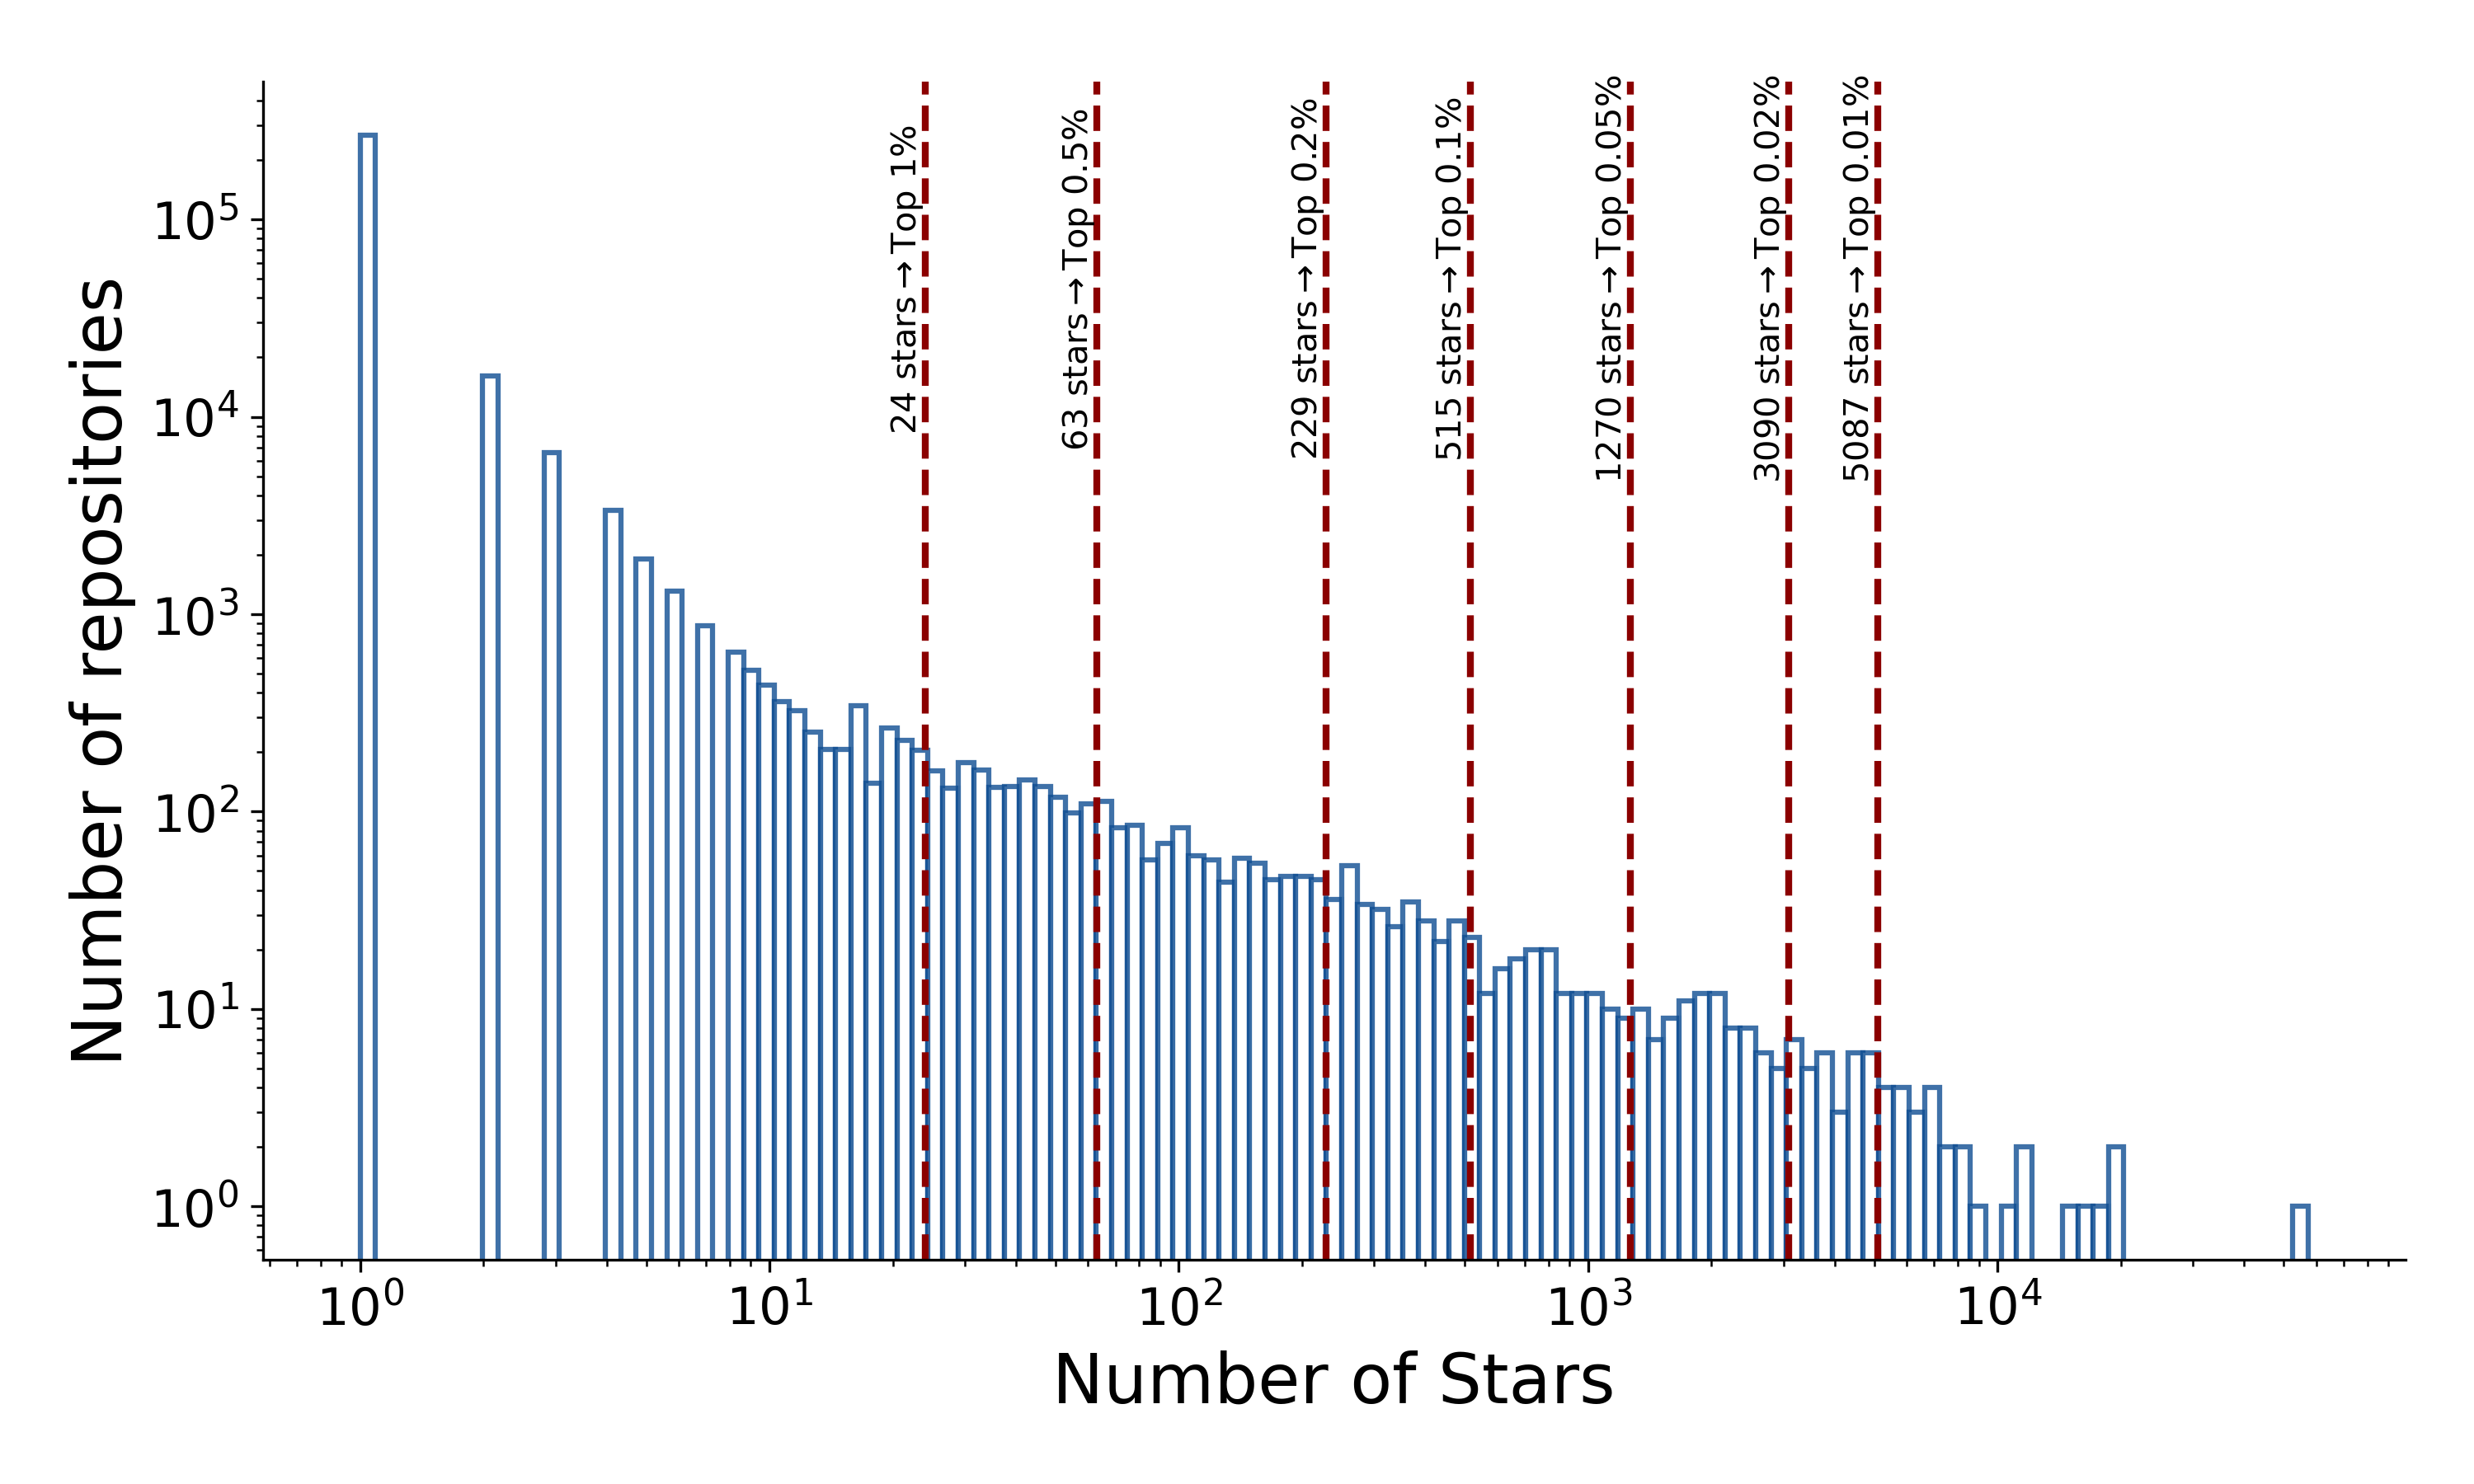 Number of repositories
10⁵
10⁴
10³
10²
10¹
10⁰
24 stars→Top 1%
63 stars→Top 0.5%
229 stars→Top 0.2%
515 stars→Top 0.1%
1270 stars→Top 0.05%
3090 stars→Top 0.02%
5087 stars→Top 0.01%
10⁰ 10¹ 10² 10³ 10⁴
Number of Stars